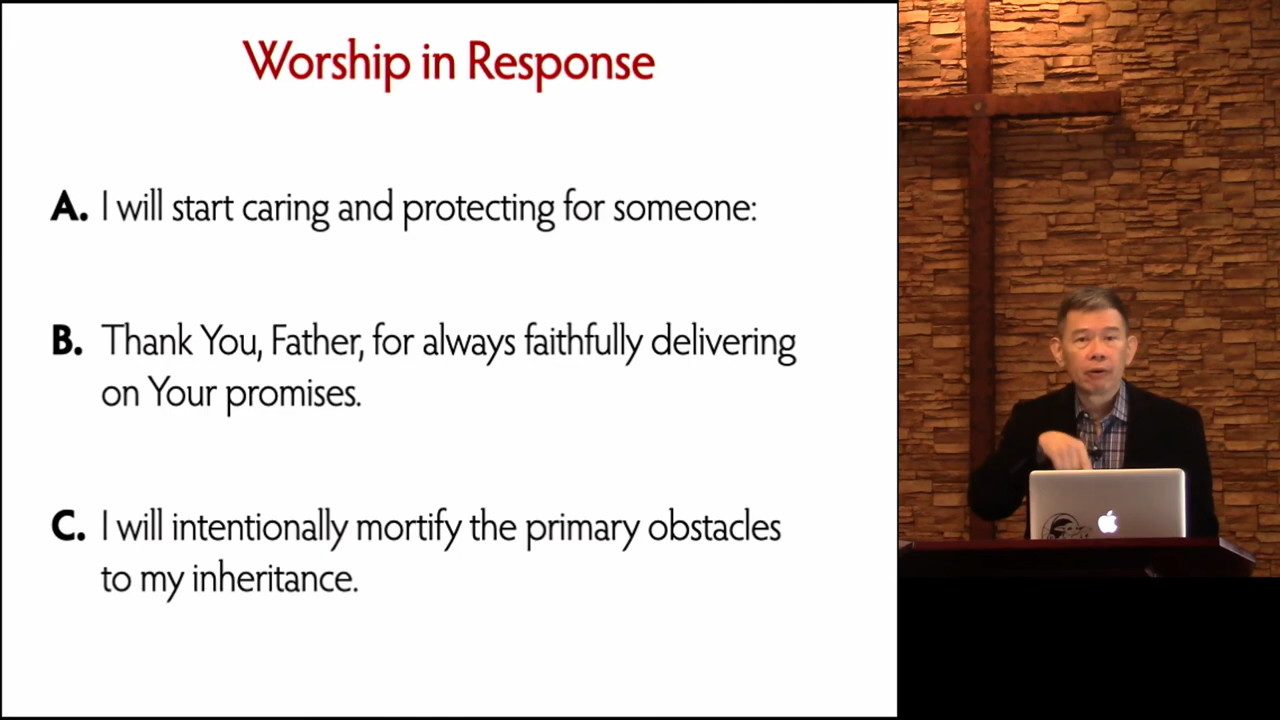 Worship in Response
A. I will start caring and protecting for someone:
B. Thank You, Father, for always faithfully delivering
on Your promises.
C. I will intentionally mortify the primary obstacles
to my inheritance.